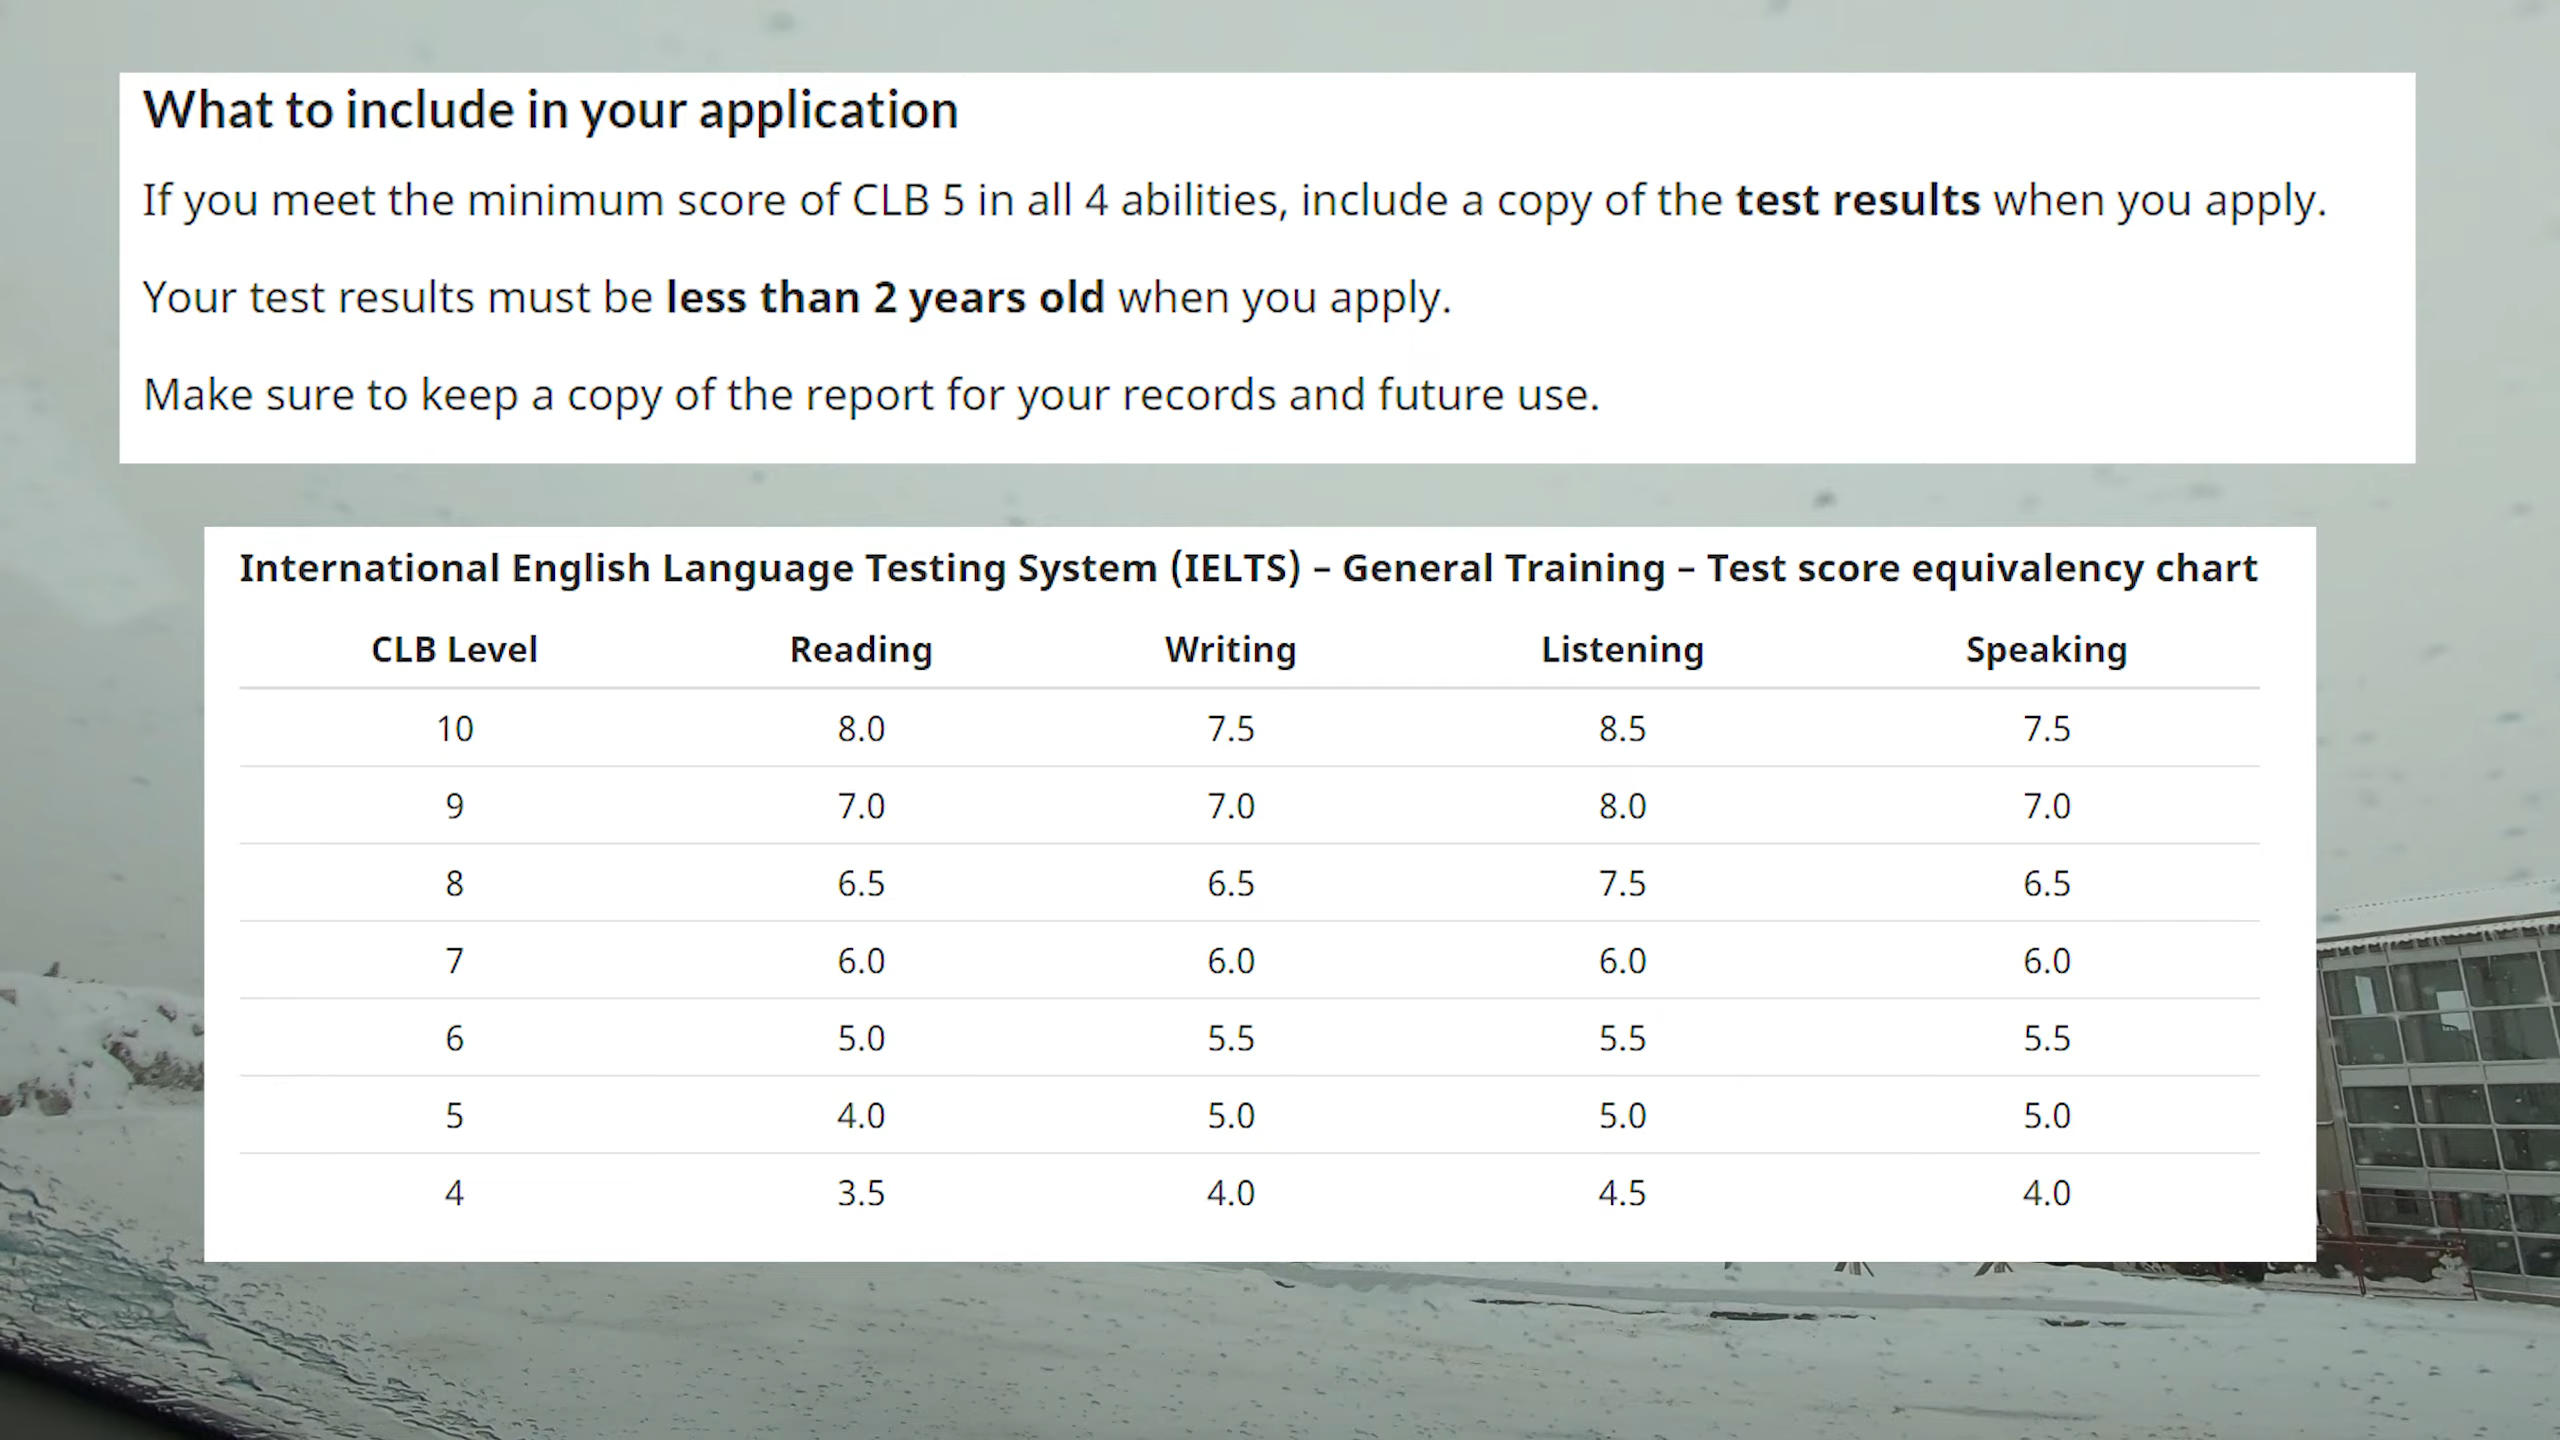 What to include in your application
If you meet the minimum score of CLB 5 in all 4 abilities, include a copy of the test results when you apply.
Your test results must be less than 2 years old when you apply.
Make sure to keep a copy of the report for your records and future use.
International English Language Testing System (IELTS) – General Training – Test score equivalency chart
CLB Level Reading Writing Listening Speaking
10 8.0 7.5 8.5 7.5
9 7.0 7.0 8.0 7.0
8 6.5 6.5 7.5 6.5
7 6.0 6.0 6.0 6.0
6 5.0 5.5 5.5 5.5
5 4.0 5.0 5.0 5.0
4 3.5 4.0 4.5 4.0